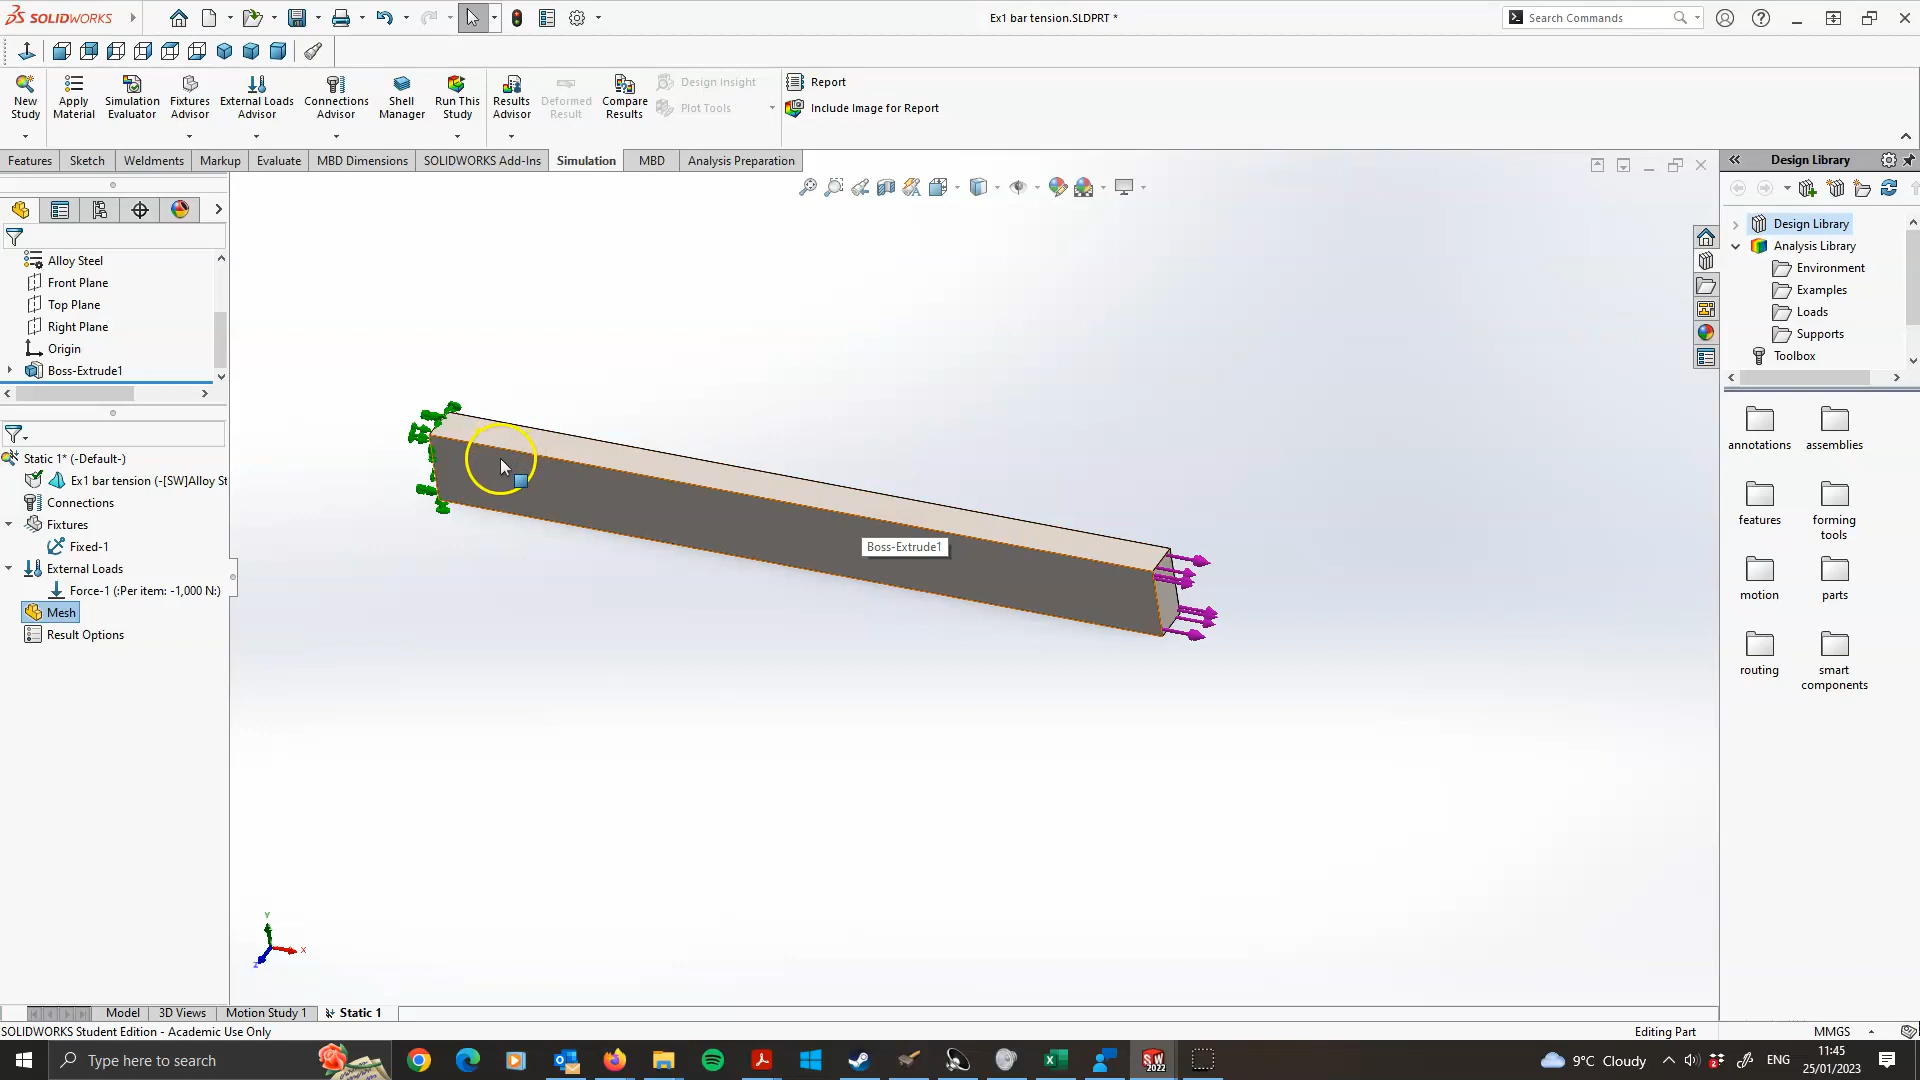 SOLIDWORKS
Ex1 bar tension.SLDPRT *
Search Commands
New Study
Apply Material
Simulation Evaluator
Fixtures Advisor
External Loads Advisor
Connections Advisor
Shell Manager
Run This Study
Results Advisor
Deformed Result
Compare Results
Design Insight
Plot Tools
Report
Include Image for Report
Features
Sketch
Weldments
Markup
Evaluate
MBD Dimensions
SOLIDWORKS Add-Ins
Simulation
MBD
Analysis Preparation
Alloy Steel
Front Plane
Top Plane
Right Plane
Origin
Boss-Extrude1
Static 1* (-Default-)
Ex1 bar tension (-[SW]Alloy St
Connections
Fixtures
Fixed-1
External Loads
Force-1 (:Per item: -1,000 N:)
Mesh
Result Options
Boss-Extrude1
Y
X
Z
Design Library
Design Library
Analysis Library
Environment
Examples
Loads
Supports
Toolbox
annotations
assemblies
features
forming tools
motion
parts
routing
smart components
Model
3D Views
Motion Study 1
Static 1
SOLIDWORKS Student Edition - Academic Use Only
Editing Part
MMGS
Type here to search
SW
2022
9°C Cloudy
ENG
11:45
25/01/2023